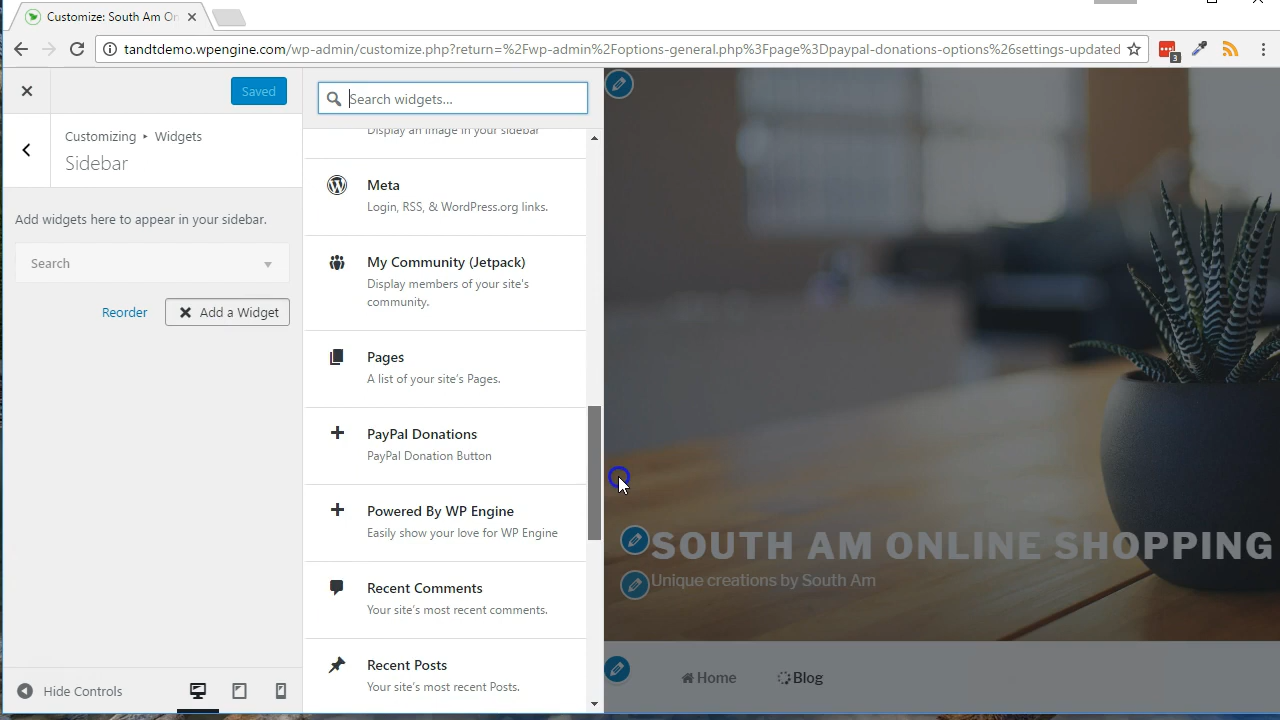 Customize: South Am On
tandtdemo.wpengine.com/wp-admin/customize.php?return=%2Fwp-admin%2Foptions-general.php%3Fpage%3Dpaypal-donations-options%26settings-updated
3
Saved
Customizing ▸ Widgets
Sidebar
Add widgets here to appear in your sidebar.
Search
Reorder
Add a Widget
Hide Controls
Search widgets...
Display an image in your sidebar
Meta
Login, RSS, & WordPress.org links.
My Community (Jetpack)
Display members of your site's
community.
Pages
A list of your site's Pages.
PayPal Donations
PayPal Donation Button
Powered By WP Engine
Easily show your love for WP Engine
Recent Comments
Your site's most recent comments.
Recent Posts
Your site's most recent Posts.
SOUTH AM ONLINE SHOPPING
Unique creations by South Am
Home
Blog